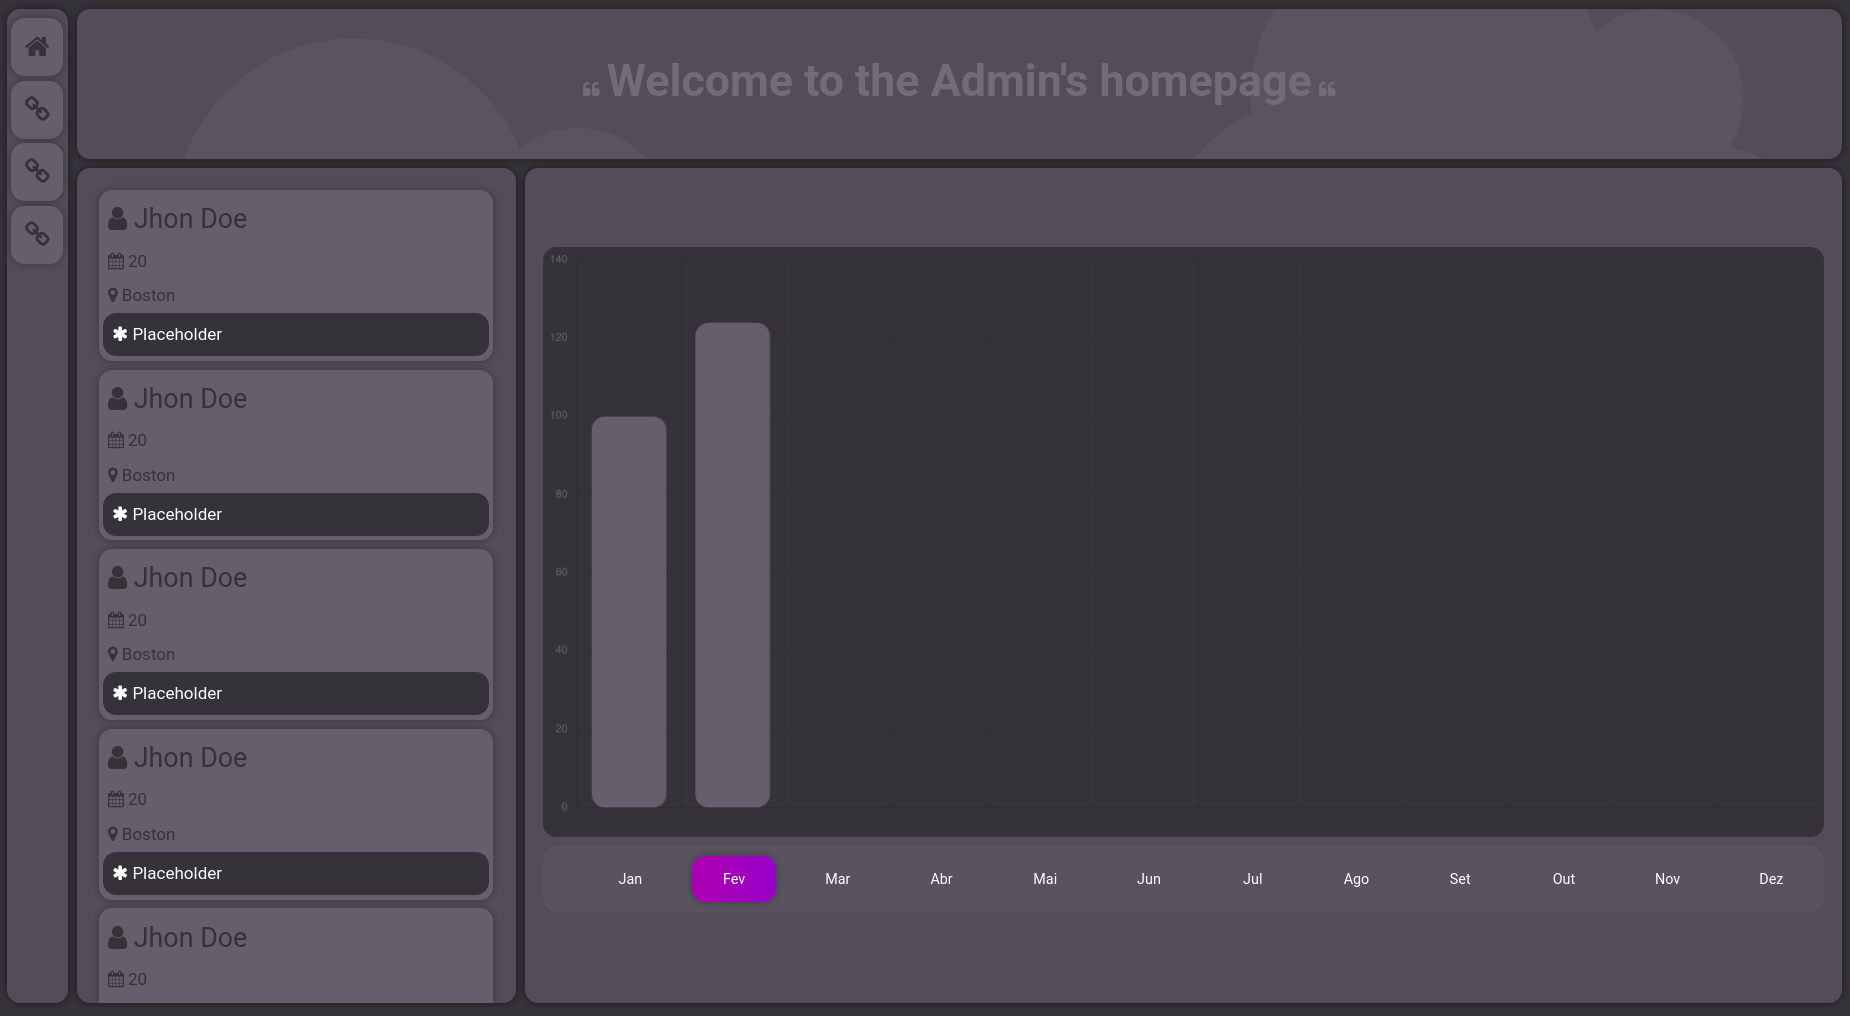 “ Welcome to the Admin's homepage “
Jhon Doe
20
Boston
✱ Placeholder
Jhon Doe
20
Boston
✱ Placeholder
Jhon Doe
20
Boston
✱ Placeholder
Jhon Doe
20
Boston
✱ Placeholder
Jhon Doe
20
140
120
100
80
60
40
20
0
Jan Fev Mar Abr Mai Jun Jul Ago Set Out Nov Dez